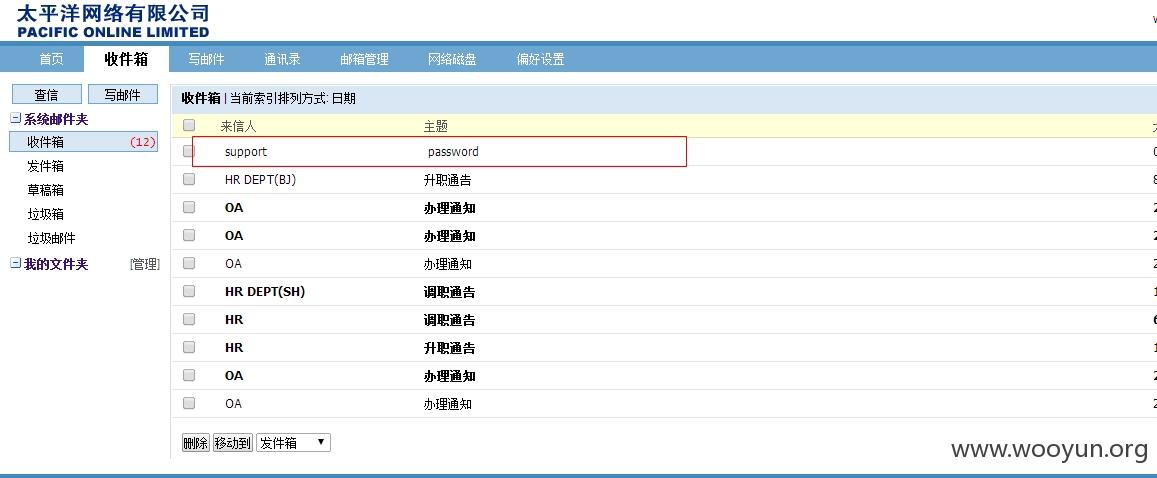 太平洋网络有限公司
PACIFIC ONLINE LIMITED
首页 收件箱 写邮件 通讯录 邮箱管理 网络磁盘 偏好设置
查信 写邮件
系统邮件夹
收件箱 (12)
发件箱
草稿箱
垃圾箱
垃圾邮件
我的文件夹 [管理]
收件箱 | 当前索引排列方式: 日期
来信人 主题
support password
HR DEPT(BJ) 升职通告
OA 办理通知
OA 办理通知
OA 办理通知
HR DEPT(SH) 调职通告
HR 调职通告
HR 升职通告
OA 办理通知
OA 办理通知
删除 移动到 发件箱
www.wooyun.org